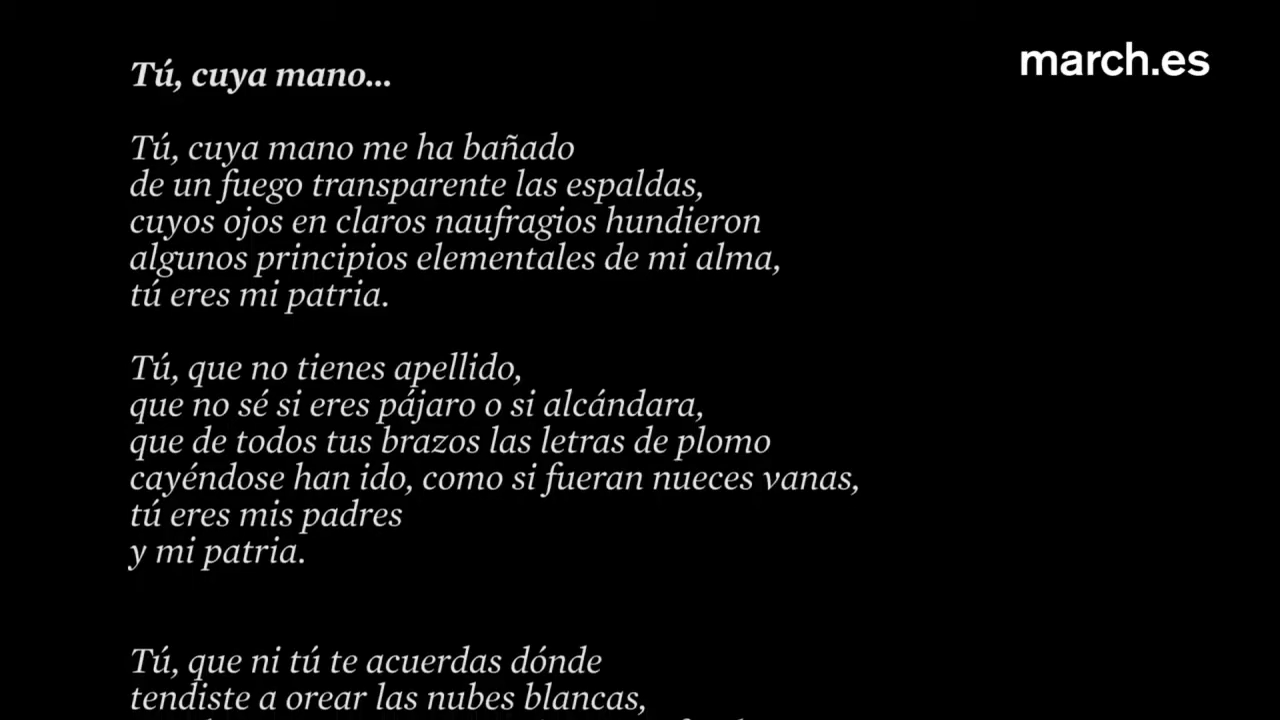 march.es
Tú, cuya mano...
Tú, cuya mano me ha bañado
de un fuego transparente las espaldas,
cuyos ojos en claros naufragios hundieron
algunos principios elementales de mi alma,
tú eres mi patria.
Tú, que no tienes apellido,
que no sé si eres pájaro o si alcándara,
que de todos tus brazos las letras de plomo
cayéndose han ido, como si fueran nueces vanas,
tú eres mis padres
y mi patria.
Tú, que ni tú te acuerdas dónde
tendiste a orear las nubes blancas,